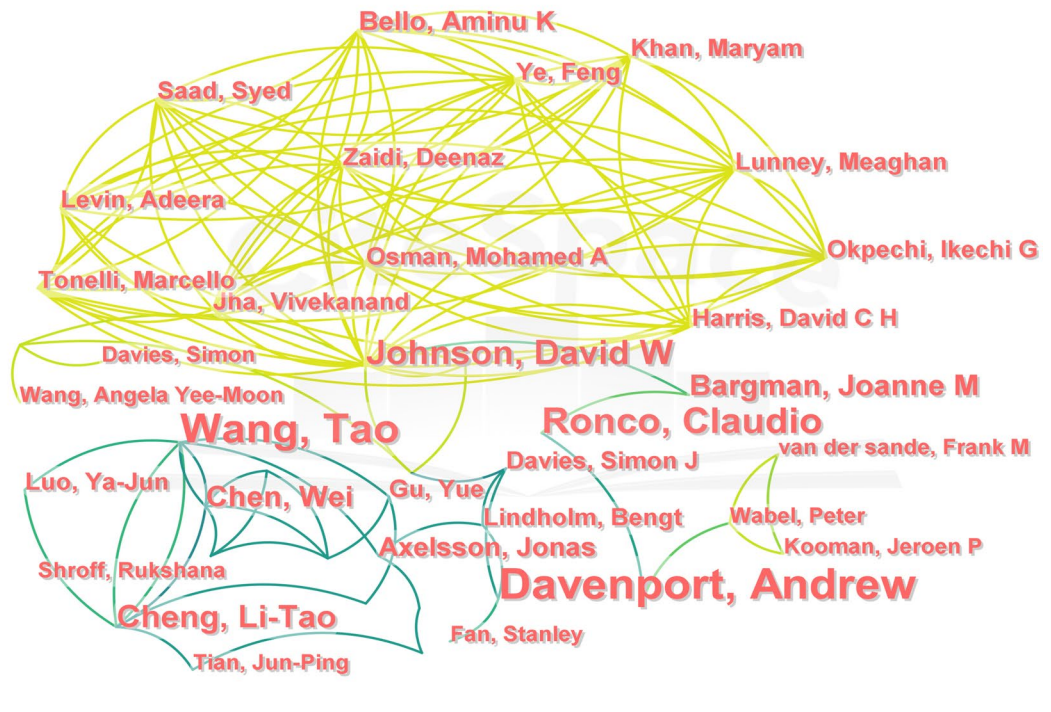 Bello, Aminu K
Khan, Maryam
Ye, Feng
Saad, Syed
Zaidi, Deenaz
Lunney, Meaghan
Levin, Adeera
Okpechi, Ikechi G
Osman, Mohamed A
Tonelli, Marcello
Jha, Vivekanand
Harris, David C H
Johnson, David W
Davies, Simon
Bargman, Joanne M
Wang, Angela Yee-Moon
Ronco, Claudio
Wang, Tao
van der sande, Frank M
Davies, Simon J
Luo, Ya-Jun
Gu, Yue
Chen, Wei
Wabel, Peter
Lindholm, Bengt
Kooman, Jeroen P
Axelsson, Jonas
Shroff, Rukshana
Davenport, Andrew
Cheng, Li-Tao
Fan, Stanley
Tian, Jun-Ping